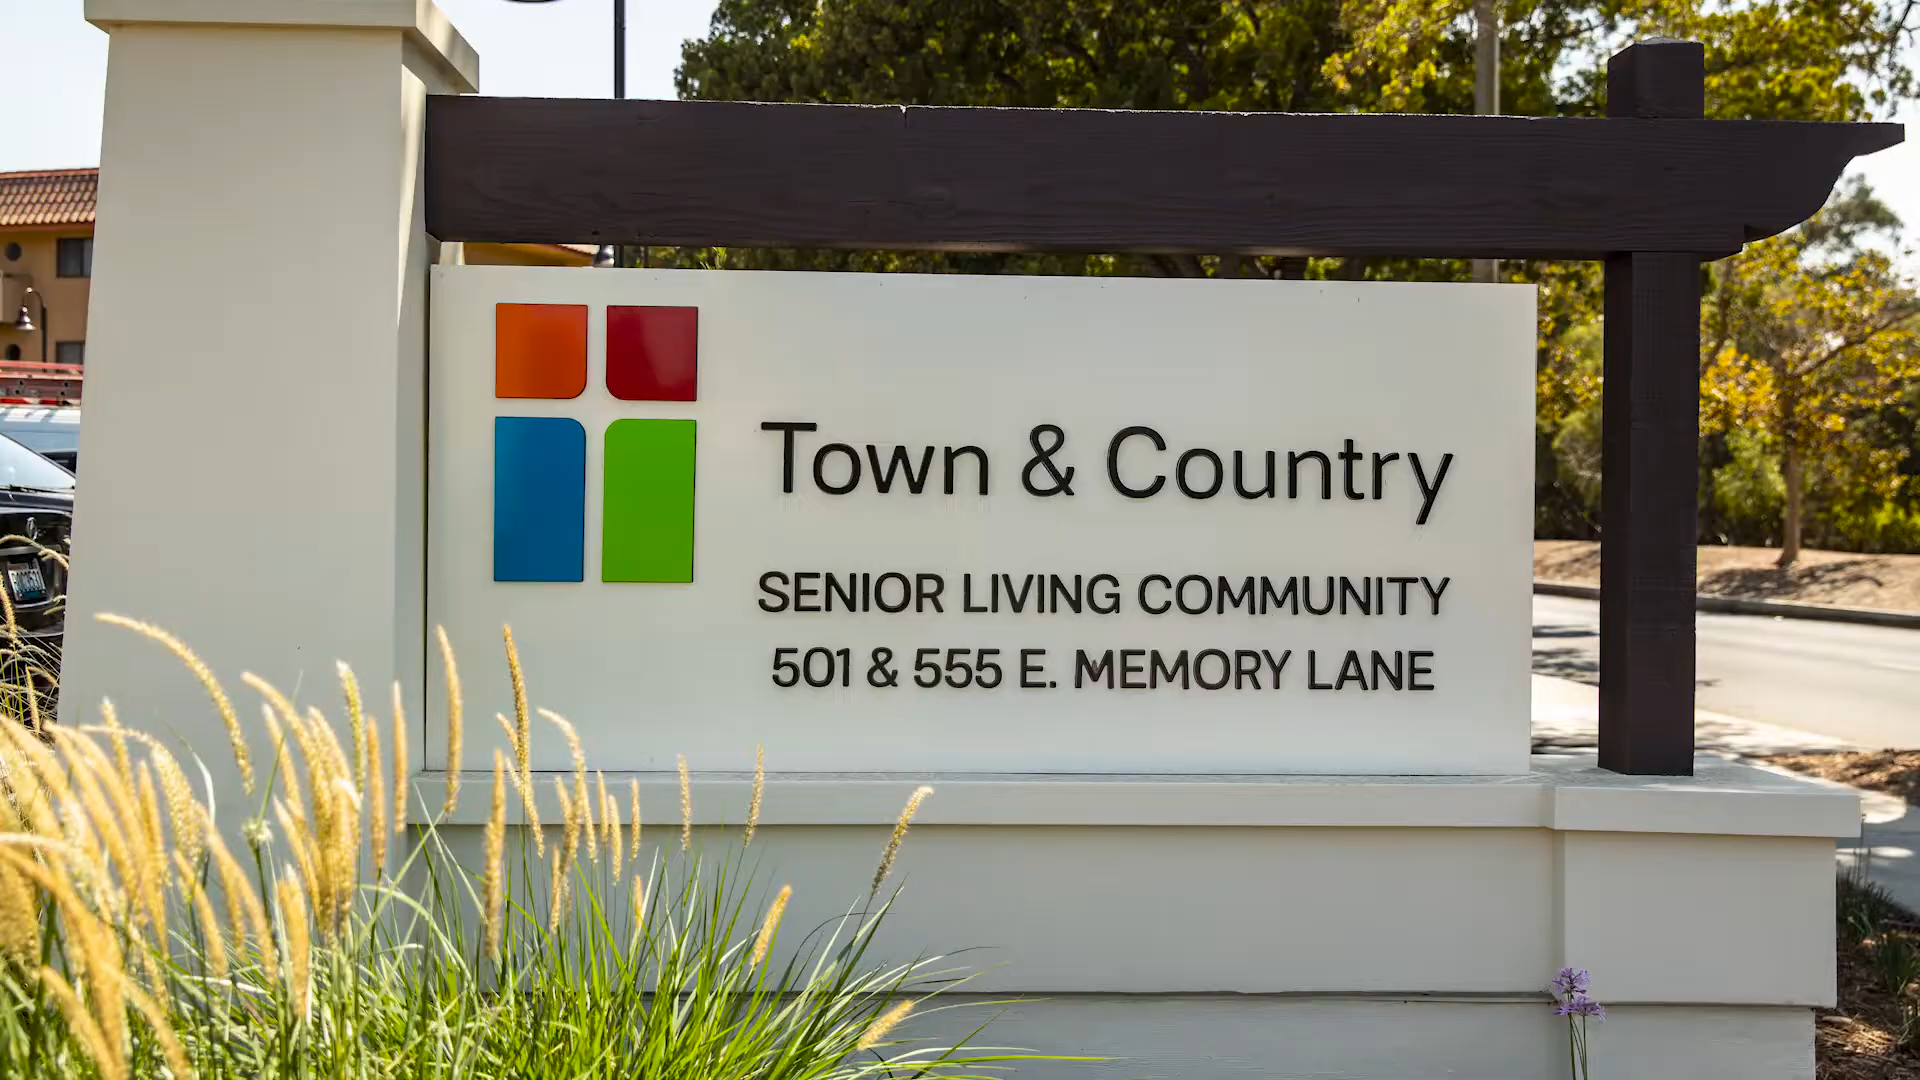 Town & Country
SENIOR LIVING COMMUNITY
501 & 555 E. MEMORY LANE